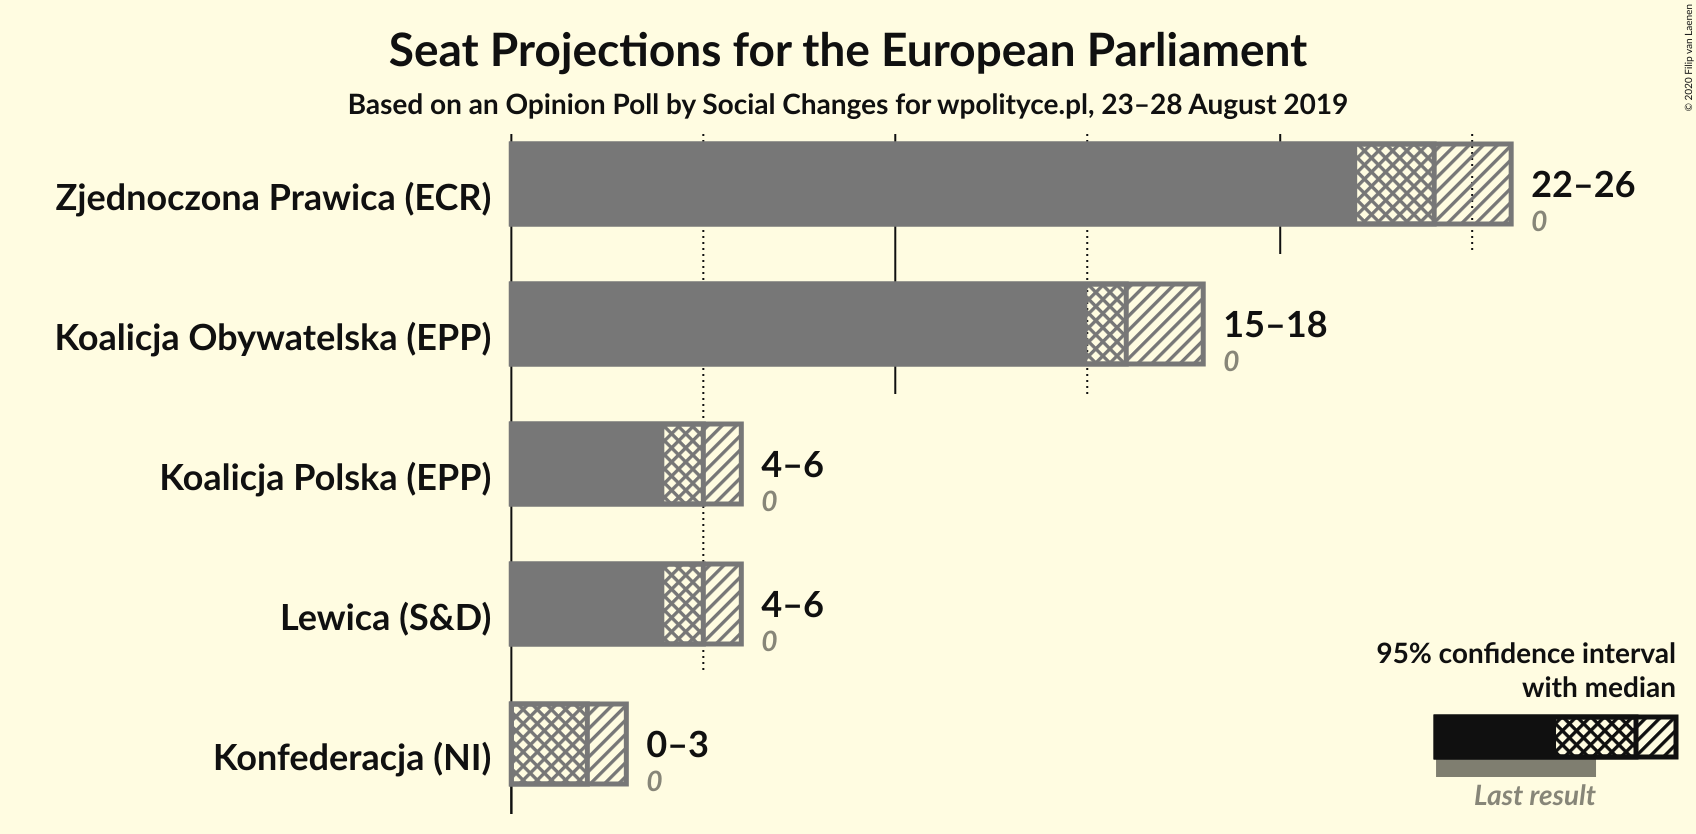 Seat Projections for the European Parliament
Based on an Opinion Poll by Social Changes for wpolityce.pl, 23–28 August 2019
© 2020 Filip van Laenen
Zjednoczona Prawica (ECR)
22–26
0
Koalicja Obywatelska (EPP)
15–18
0
Koalicja Polska (EPP)
4–6
0
Lewica (S&D)
4–6
0
Konfederacja (NI)
0–3
0
95% confidence interval
with median
Last result